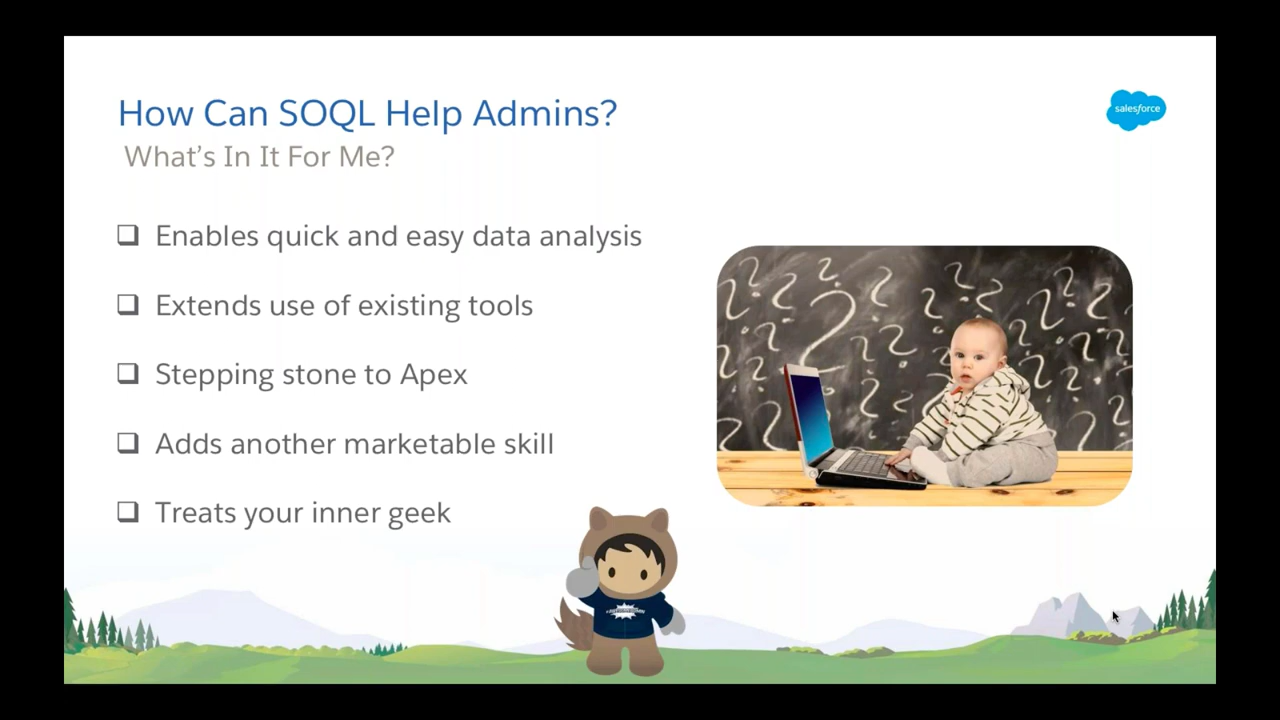 How Can SOQL Help Admins?
What's In It For Me?
salesforce
Enables quick and easy data analysis
Extends use of existing tools
Stepping stone to Apex
Adds another marketable skill
Treats your inner geek